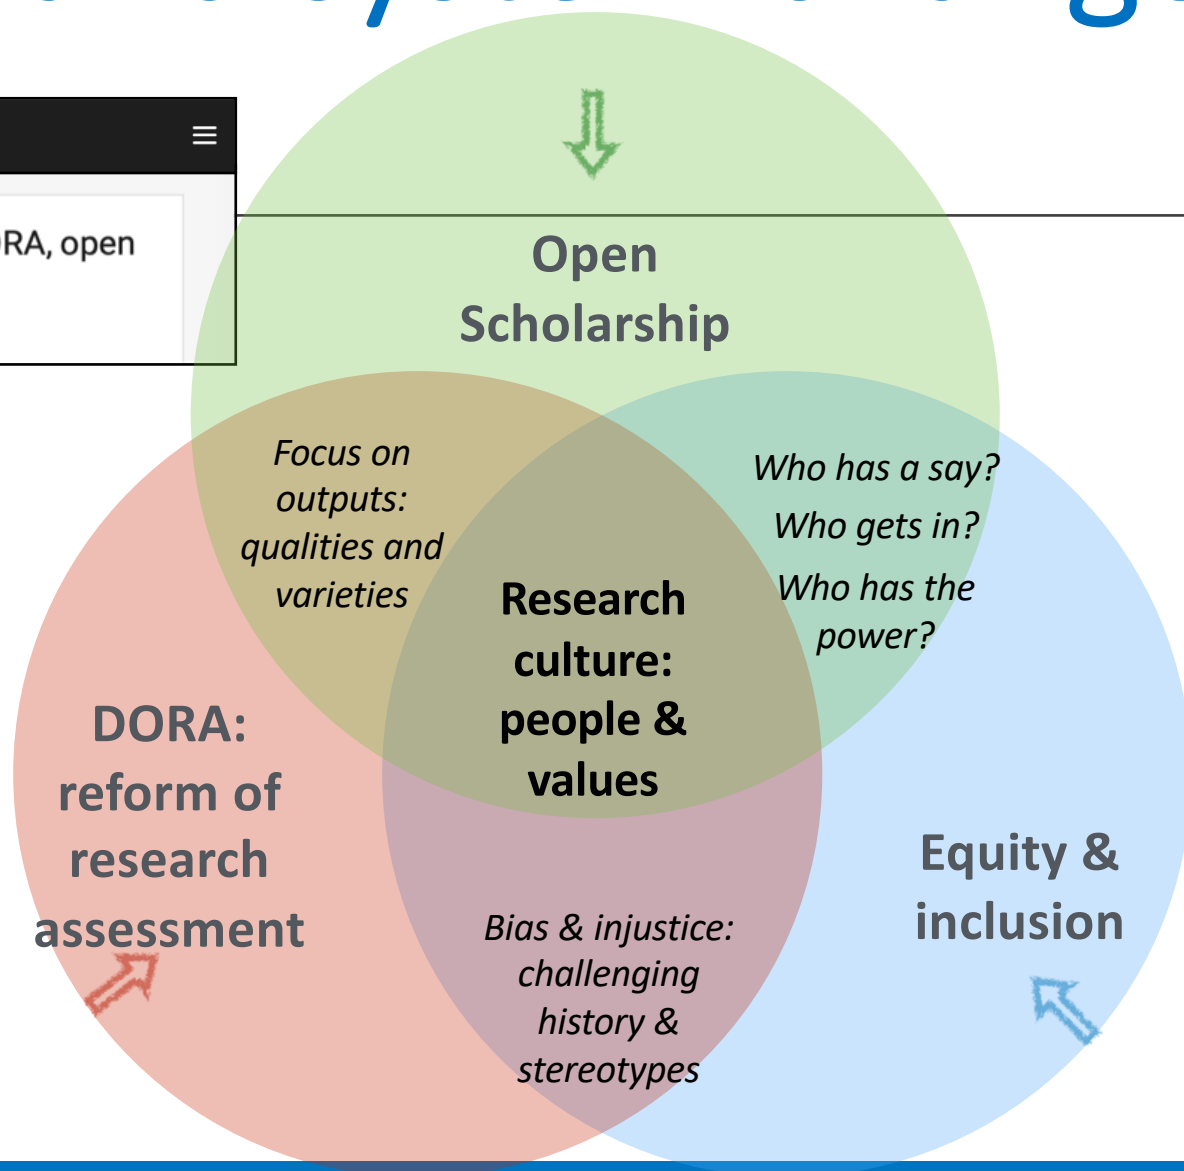 RA, open
Open
Scholarship
Focus on
outputs:
qualities and
varieties
Who has a say?
Who gets in?
Who has the
power?
Research
culture:
people &
values
DORA:
reform of
research
assessment
Equity &
inclusion
Bias & injustice:
challenging
history &
stereotypes